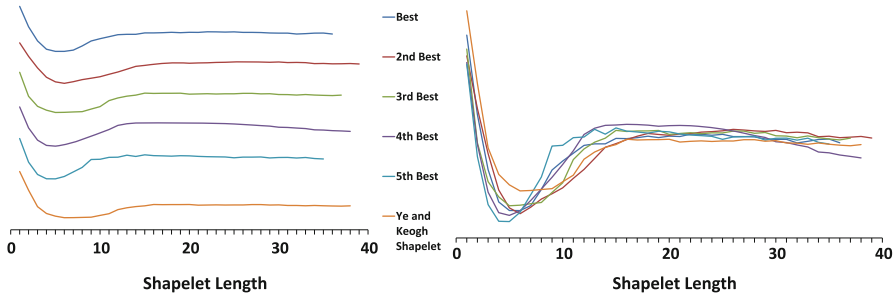 Best
2nd Best
3rd Best
4th Best
5th Best
Ye and
Keogh
Shapelet
0 10 20 30 40
Shapelet Length
0 10 20 30 40
Shapelet Length